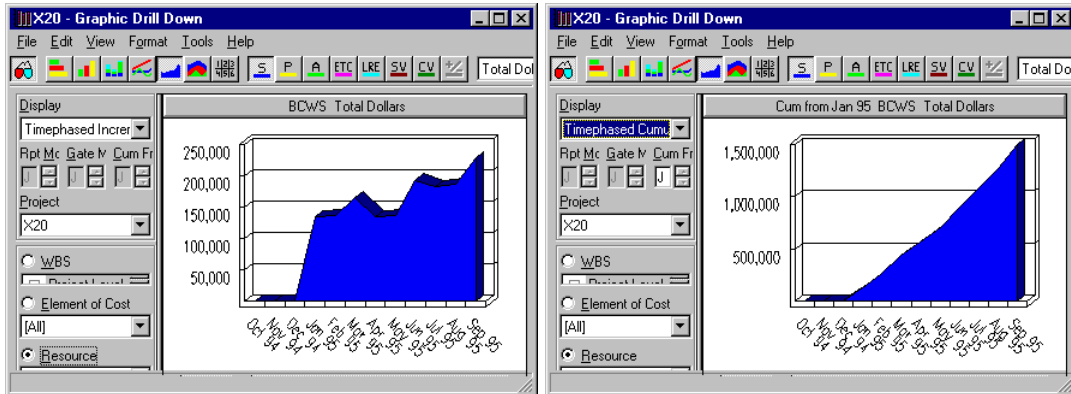 X20 - Graphic Drill Down
File Edit View Format Tools Help
S P A ETC LRE SV CV +/- Total Dol
Display
Timephased Increr
Rpt Mc Gate M Cum Fr
J J J
Project
X20
WBS
Project Level
Element of Cost
[All]
Resource
BCWS Total Dollars
250,000
200,000
150,000
100,000
50,000
Oct 94
Nov 94
Dec 94
Jan 95
Feb 95
Mar 95
Apr 95
May 95
Jun 95
Jul 95
Aug 95
Sep 95
X20 - Graphic Drill Down
File Edit View Format Tools Help
S P A ETC LRE SV CV +/- Total Do
Display
Timephased Cumu
Rpt Mc Gate M Cum Fr
J J J
Project
X20
WBS
Project Level
Element of Cost
[All]
Resource
Cum from Jan 95 BCWS Total Dollars
1,500,000
1,000,000
500,000
Oct 94
Nov 94
Dec 94
Jan 95
Feb 95
Mar 95
Apr 95
May 95
Jun 95
Jul 95
Aug 95
Sep 95